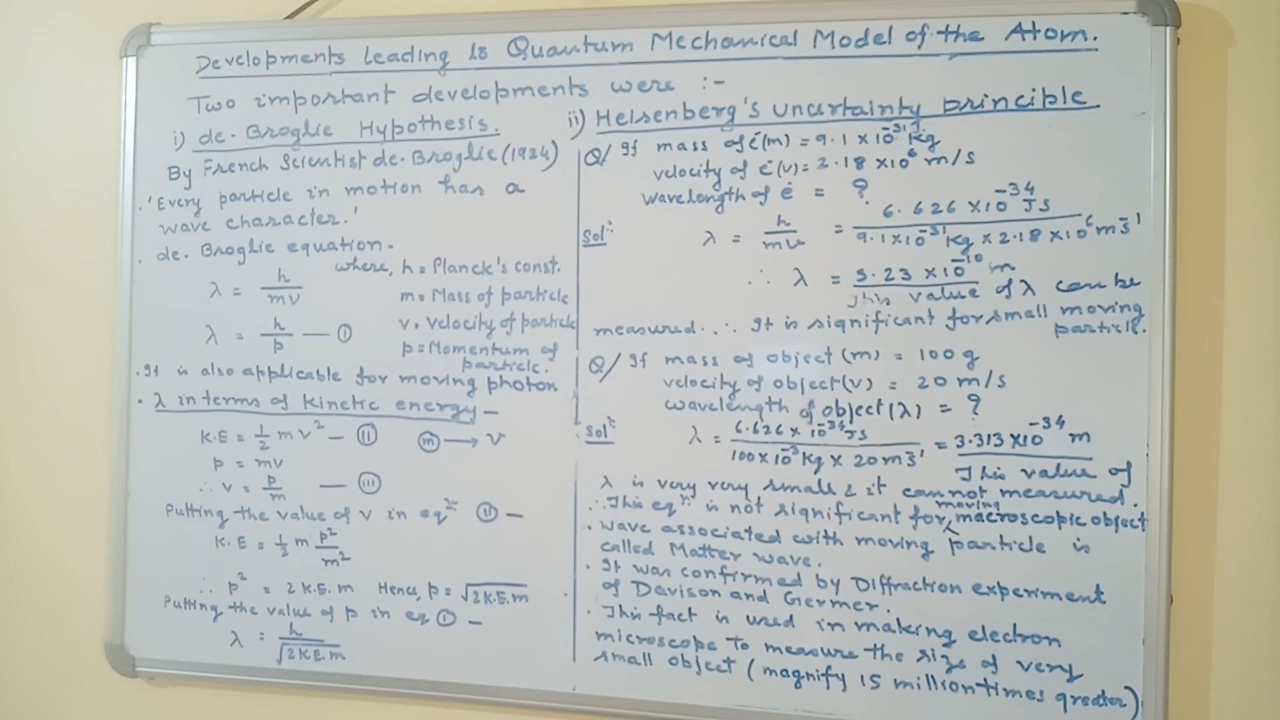 Developments leading to Quantum Mechanical Model of the Atom.
Two important developments were :-
i) de-Broglie Hypothesis.
By French Scientist de-Broglie (1924)
. 'Every particle in motion has a
wave character.'
. de. Broglie equation -
λ = h/mv
where, h = Planck's const.
m = Mass of particle
λ = h/p — ①
v = Velocity of particle
p = Momentum of
particle.
. It is also applicable for moving photon
. λ in terms of Kinetic energy -
K.E = 1/2 m v² - Ⅱ  ⓜ → v
p = mv
∴ v = p/m — Ⅲ
Putting the value of v in eqⁿ Ⅱ -
K.E = 1/2 m p²/m²
∴ p² = 2 K.E. m Hence, p = √2K.E.m
Putting the value of p in eq ① -
λ = h/√2K.E.m
ii) Heisenberg's uncertainty principle
Q/ If mass of ē(m) = 9.1 × 10⁻³¹ Kg
velocity of ē(v) = 2.18 × 10⁶ m/s
wavelength of ē = ?
Solⁿ: λ = h/mv = 6.626 × 10⁻³⁴ Js / 9.1 × 10⁻³¹ Kg × 2.18 × 10⁶ ms⁻¹
∴ λ = 3.23 × 10⁻¹⁰ m
This value of λ can be
measured. ∴ It is significant for small moving
particle.
Q/ If mass of object (m) = 100 g
velocity of object (v) = 20 m/s
wavelength of object (λ) = ?
Solⁿ: λ = 6.626 × 10⁻³⁴ Js / 100 × 10⁻³ Kg × 20 ms⁻¹ = 3.313 × 10⁻³⁴ m
This value of
λ is very very small & it cannot measured.
∴ This eqⁿ is not significant for moving macroscopic object
. Wave associated with moving particle is
called Matter wave.
. It was confirmed by Diffraction experiment
of Davison and Germer.
. This fact is used in making electron
microscope to measure the size of very
small object (magnify 15 million times greater)